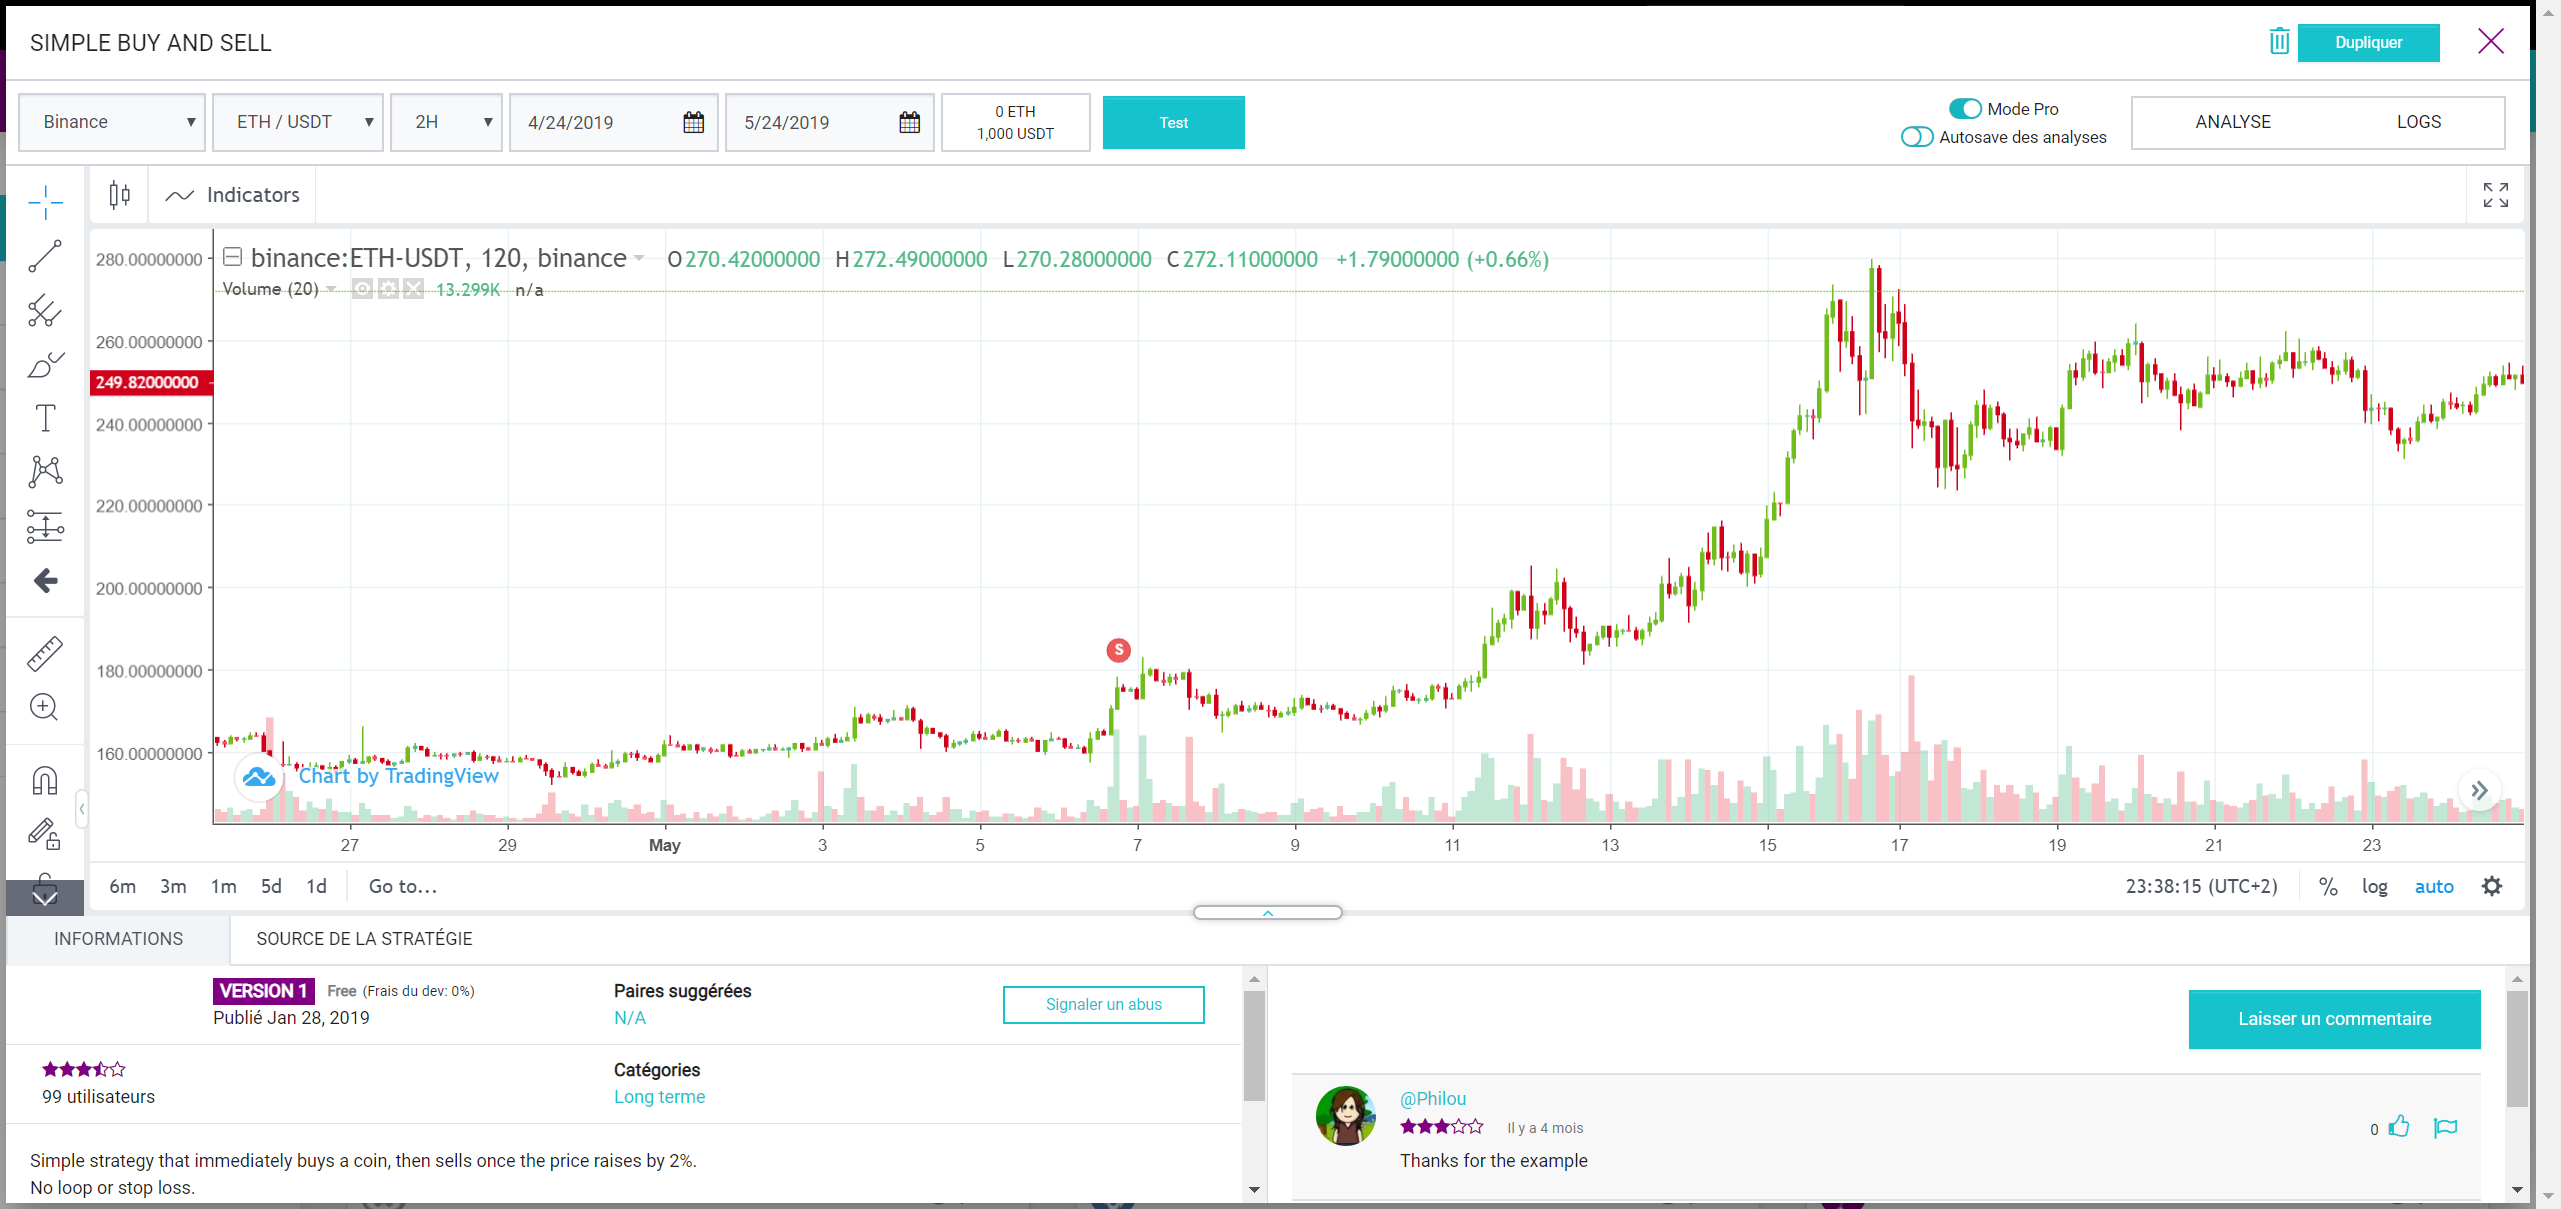 SIMPLE BUY AND SELL
Dupliquer
Binance
ETH / USDT
2H
4/24/2019
5/24/2019
0 ETH
1,000 USDT
Test
Mode Pro
Autosave des analyses
ANALYSE
LOGS
Indicators
binance:ETH-USDT, 120, binance
O270.42000000 H272.49000000 L270.28000000 C272.11000000 +1.79000000 (+0.66%)
Volume (20)
13.299K n/a
280.00000000
260.00000000
249.82000000
240.00000000
220.00000000
200.00000000
180.00000000
160.00000000
S
Chart by TradingView
27
29
May
3
5
7
9
11
13
15
17
19
21
23
6m
3m
1m
5d
1d
Go to...
23:38:15 (UTC+2)
%
log
auto
INFORMATIONS
SOURCE DE LA STRATÉGIE
VERSION 1
Free (Frais du dev: 0%)
Publié Jan 28, 2019
Paires suggérées
N/A
Signaler un abus
99 utilisateurs
Catégories
Long terme
Simple strategy that immediately buys a coin, then sells once the price raises by 2%.
No loop or stop loss.
Laisser un commentaire
@Philou
Il y a 4 mois
0
Thanks for the example